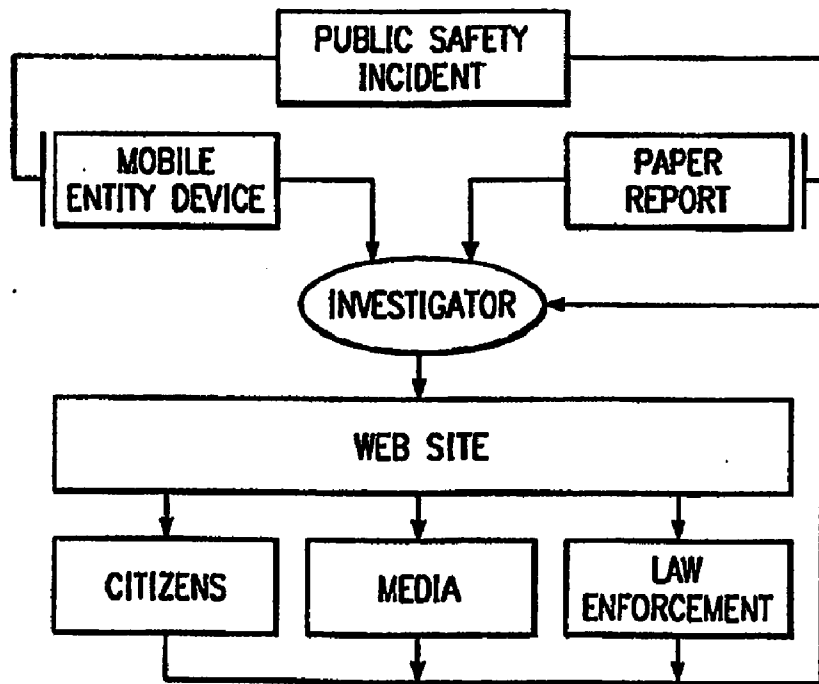 PUBLIC SAFETY
INCIDENT
MOBILE
ENTITY DEVICE
PAPER
REPORT
INVESTIGATOR
WEB SITE
CITIZENS
MEDIA
LAW
ENFORCEMENT